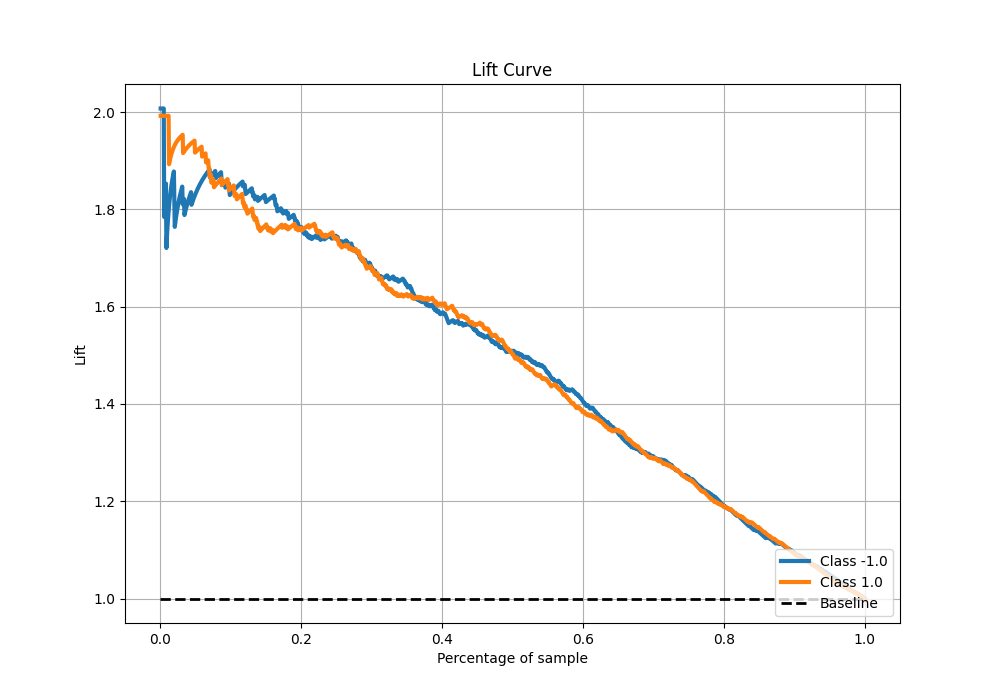 Lift Curve
2.0
1.8
1.6
1.4
1.2
1.0
Lift
0.0 0.2 0.4 0.6 0.8 1.0
Percentage of sample
Class -1.0
Class 1.0
Baseline